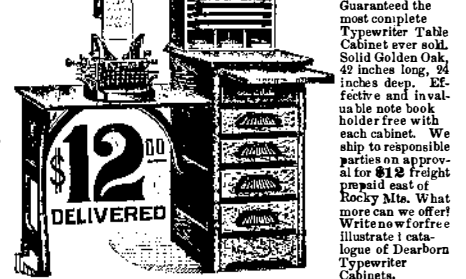 $12 00
DELIVERED
Guaranteed the
most complete
Typewriter Table
Cabinet ever sold.
Solid Golden Oak,
42 inches long, 24
inches deep. Ef-
fective and inval-
uable note book
holder free with
each cabinet. We
ship to responsible
parties on approv-
al for $12 freight
prepaid east of
Rocky Mts. What
more can we offer?
Write now for free
illustrate i cata-
logue of Dearborn
Typewriter
Cabinets.